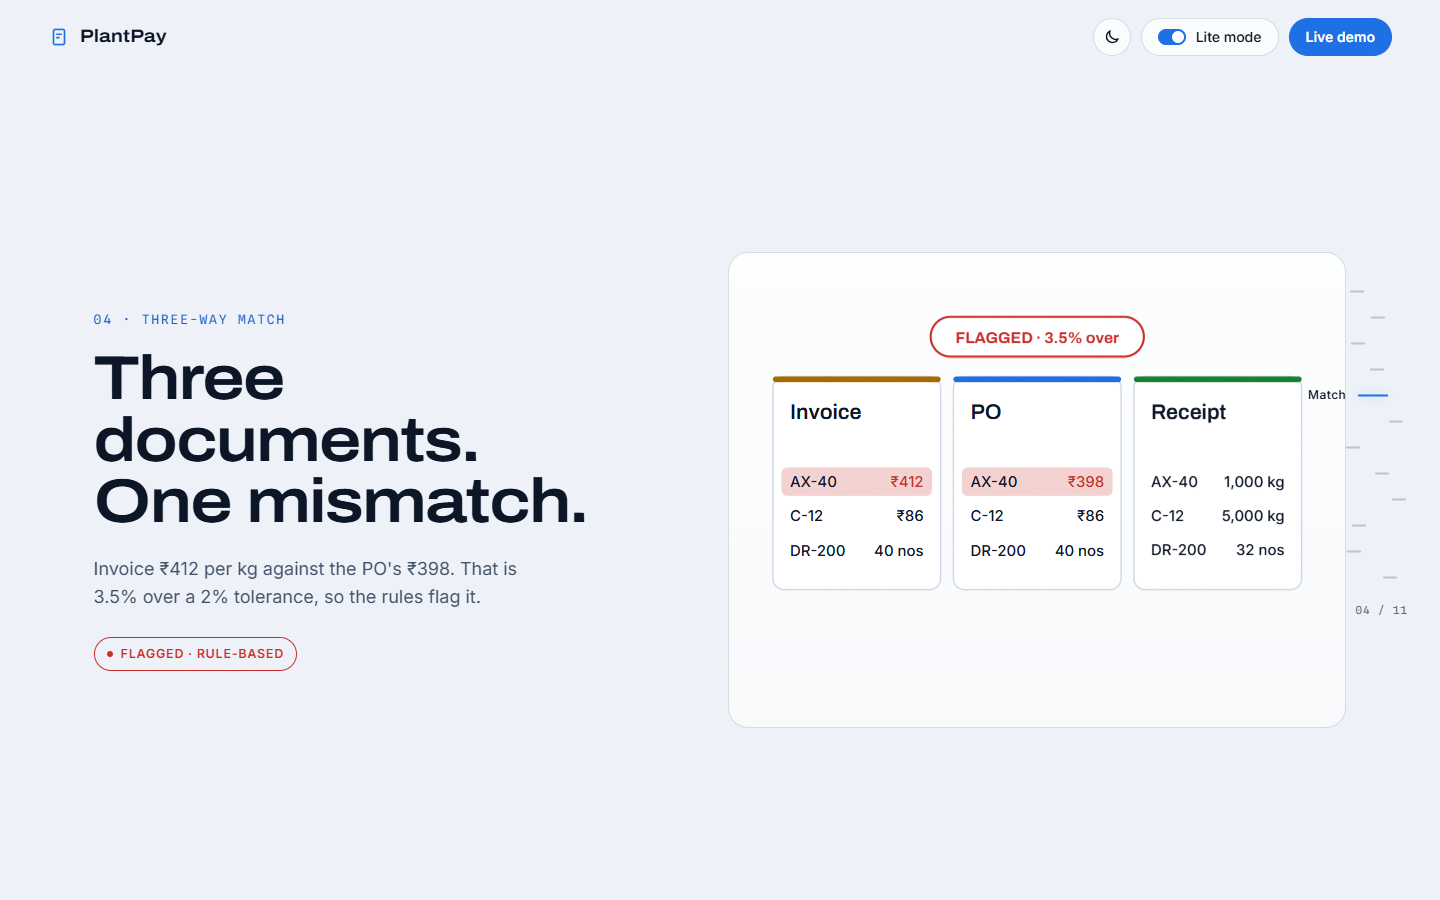 PlantPay
Lite mode
Live demo
04 · THREE-WAY MATCH
Three
documents.
One mismatch.
Invoice ₹412 per kg against the PO's ₹398. That is
3.5% over a 2% tolerance, so the rules flag it.
FLAGGED · RULE-BASED
FLAGGED · 3.5% over
Invoice
AX-40 ₹412
C-12 ₹86
DR-200 40 nos
PO
AX-40 ₹398
C-12 ₹86
DR-200 40 nos
Receipt
AX-40 1,000 kg
C-12 5,000 kg
DR-200 32 nos
Match
04 / 11